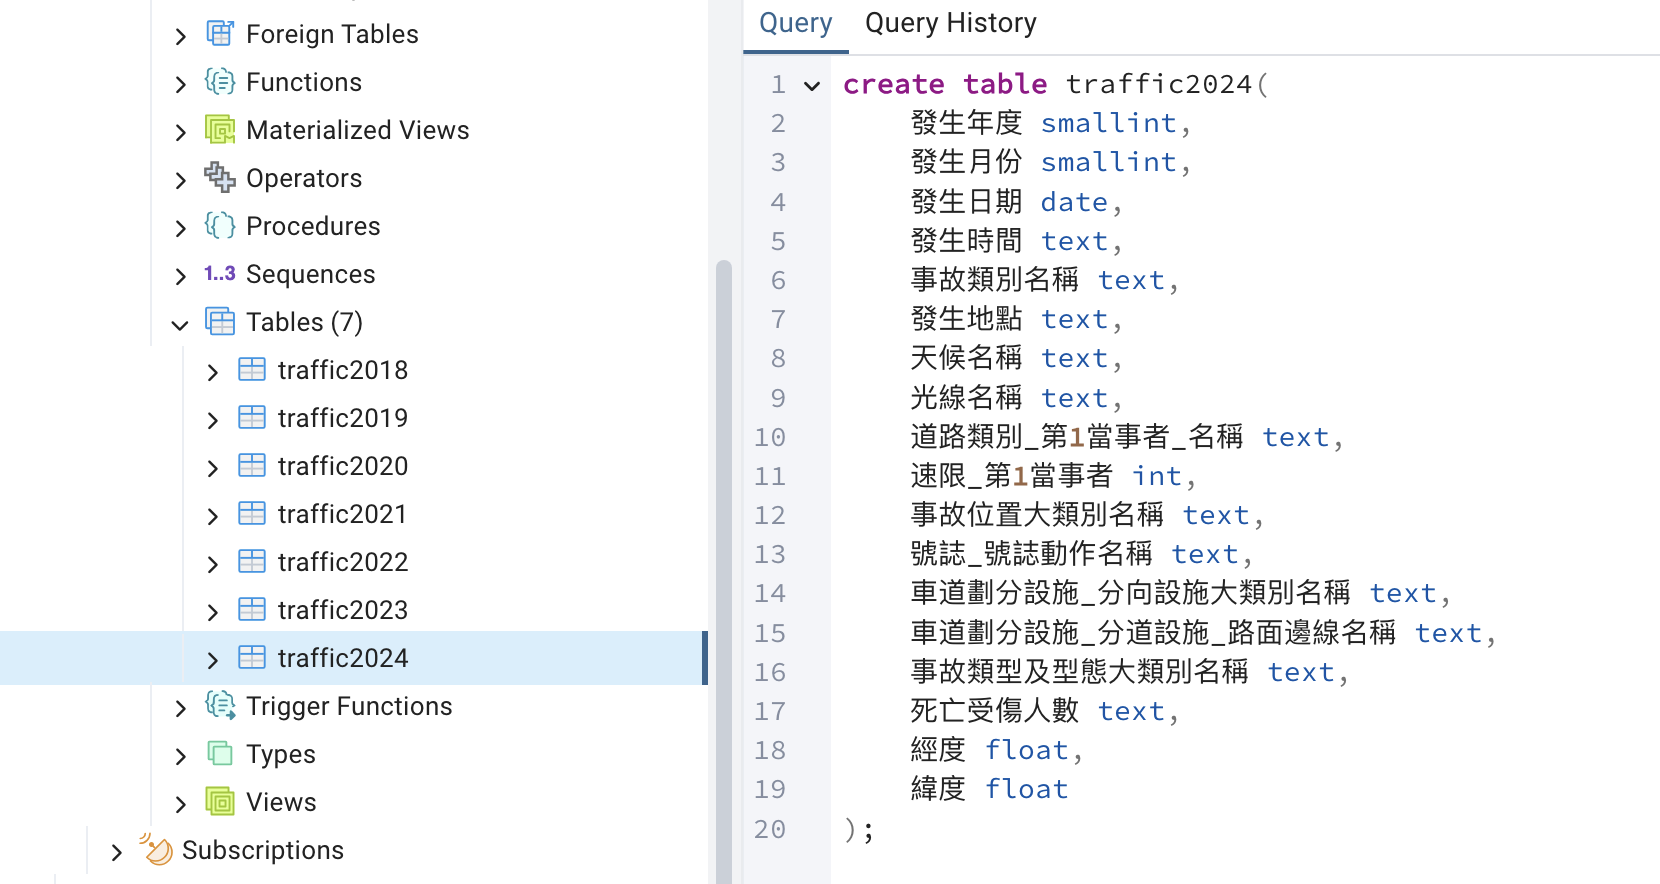 Foreign Tables
Functions
Materialized Views
Operators
Procedures
1..3 Sequences
Tables (7)
traffic2018
traffic2019
traffic2020
traffic2021
traffic2022
traffic2023
traffic2024
Trigger Functions
Types
Views
Subscriptions
Query Query History
1 create table traffic2024(
2 發生年度 smallint,
3 發生月份 smallint,
4 發生日期 date,
5 發生時間 text,
6 事故類別名稱 text,
7 發生地點 text,
8 天候名稱 text,
9 光線名稱 text,
10 道路類別_第1當事者_名稱 text,
11 速限_第1當事者 int,
12 事故位置大類別名稱 text,
13 號誌_號誌動作名稱 text,
14 車道劃分設施_分向設施大類別名稱 text,
15 車道劃分設施_分道設施_路面邊線名稱 text,
16 事故類型及型態大類別名稱 text,
17 死亡受傷人數 text,
18 經度 float,
19 緯度 float
20 );